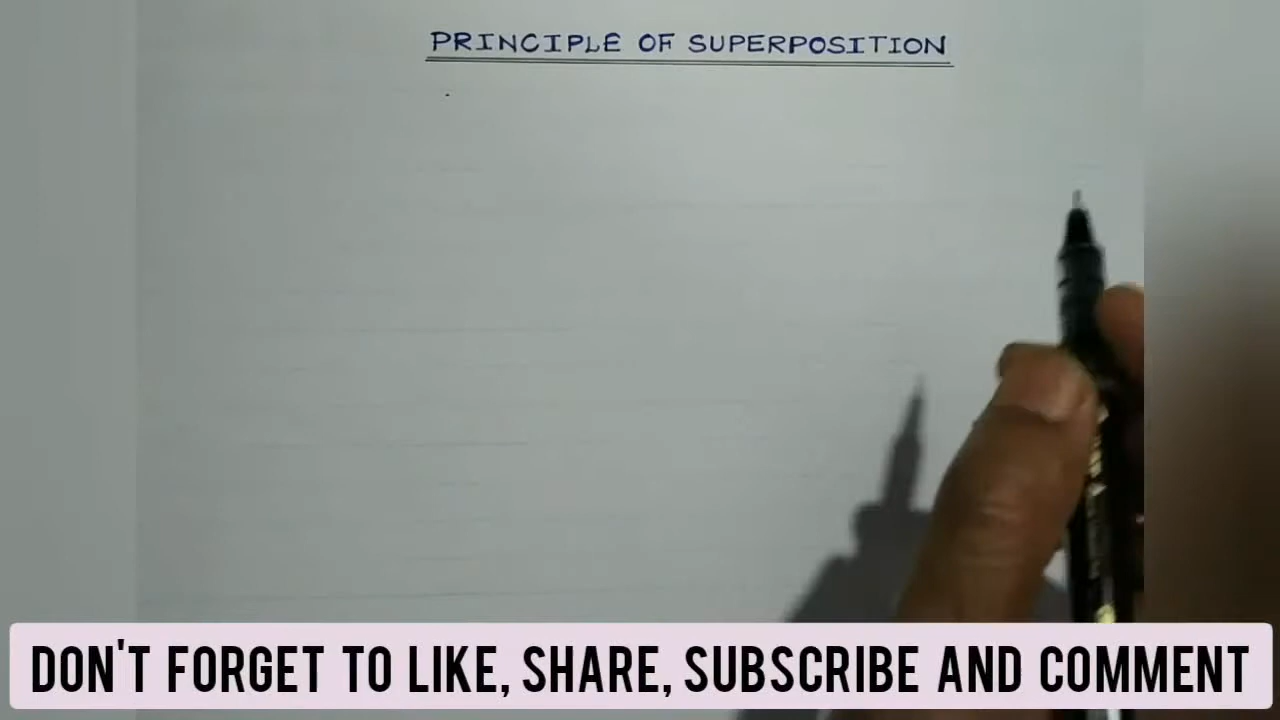 PRINCIPLE OF SUPERPOSITION
DON'T FORGET TO LIKE, SHARE, SUBSCRIBE AND COMMENT